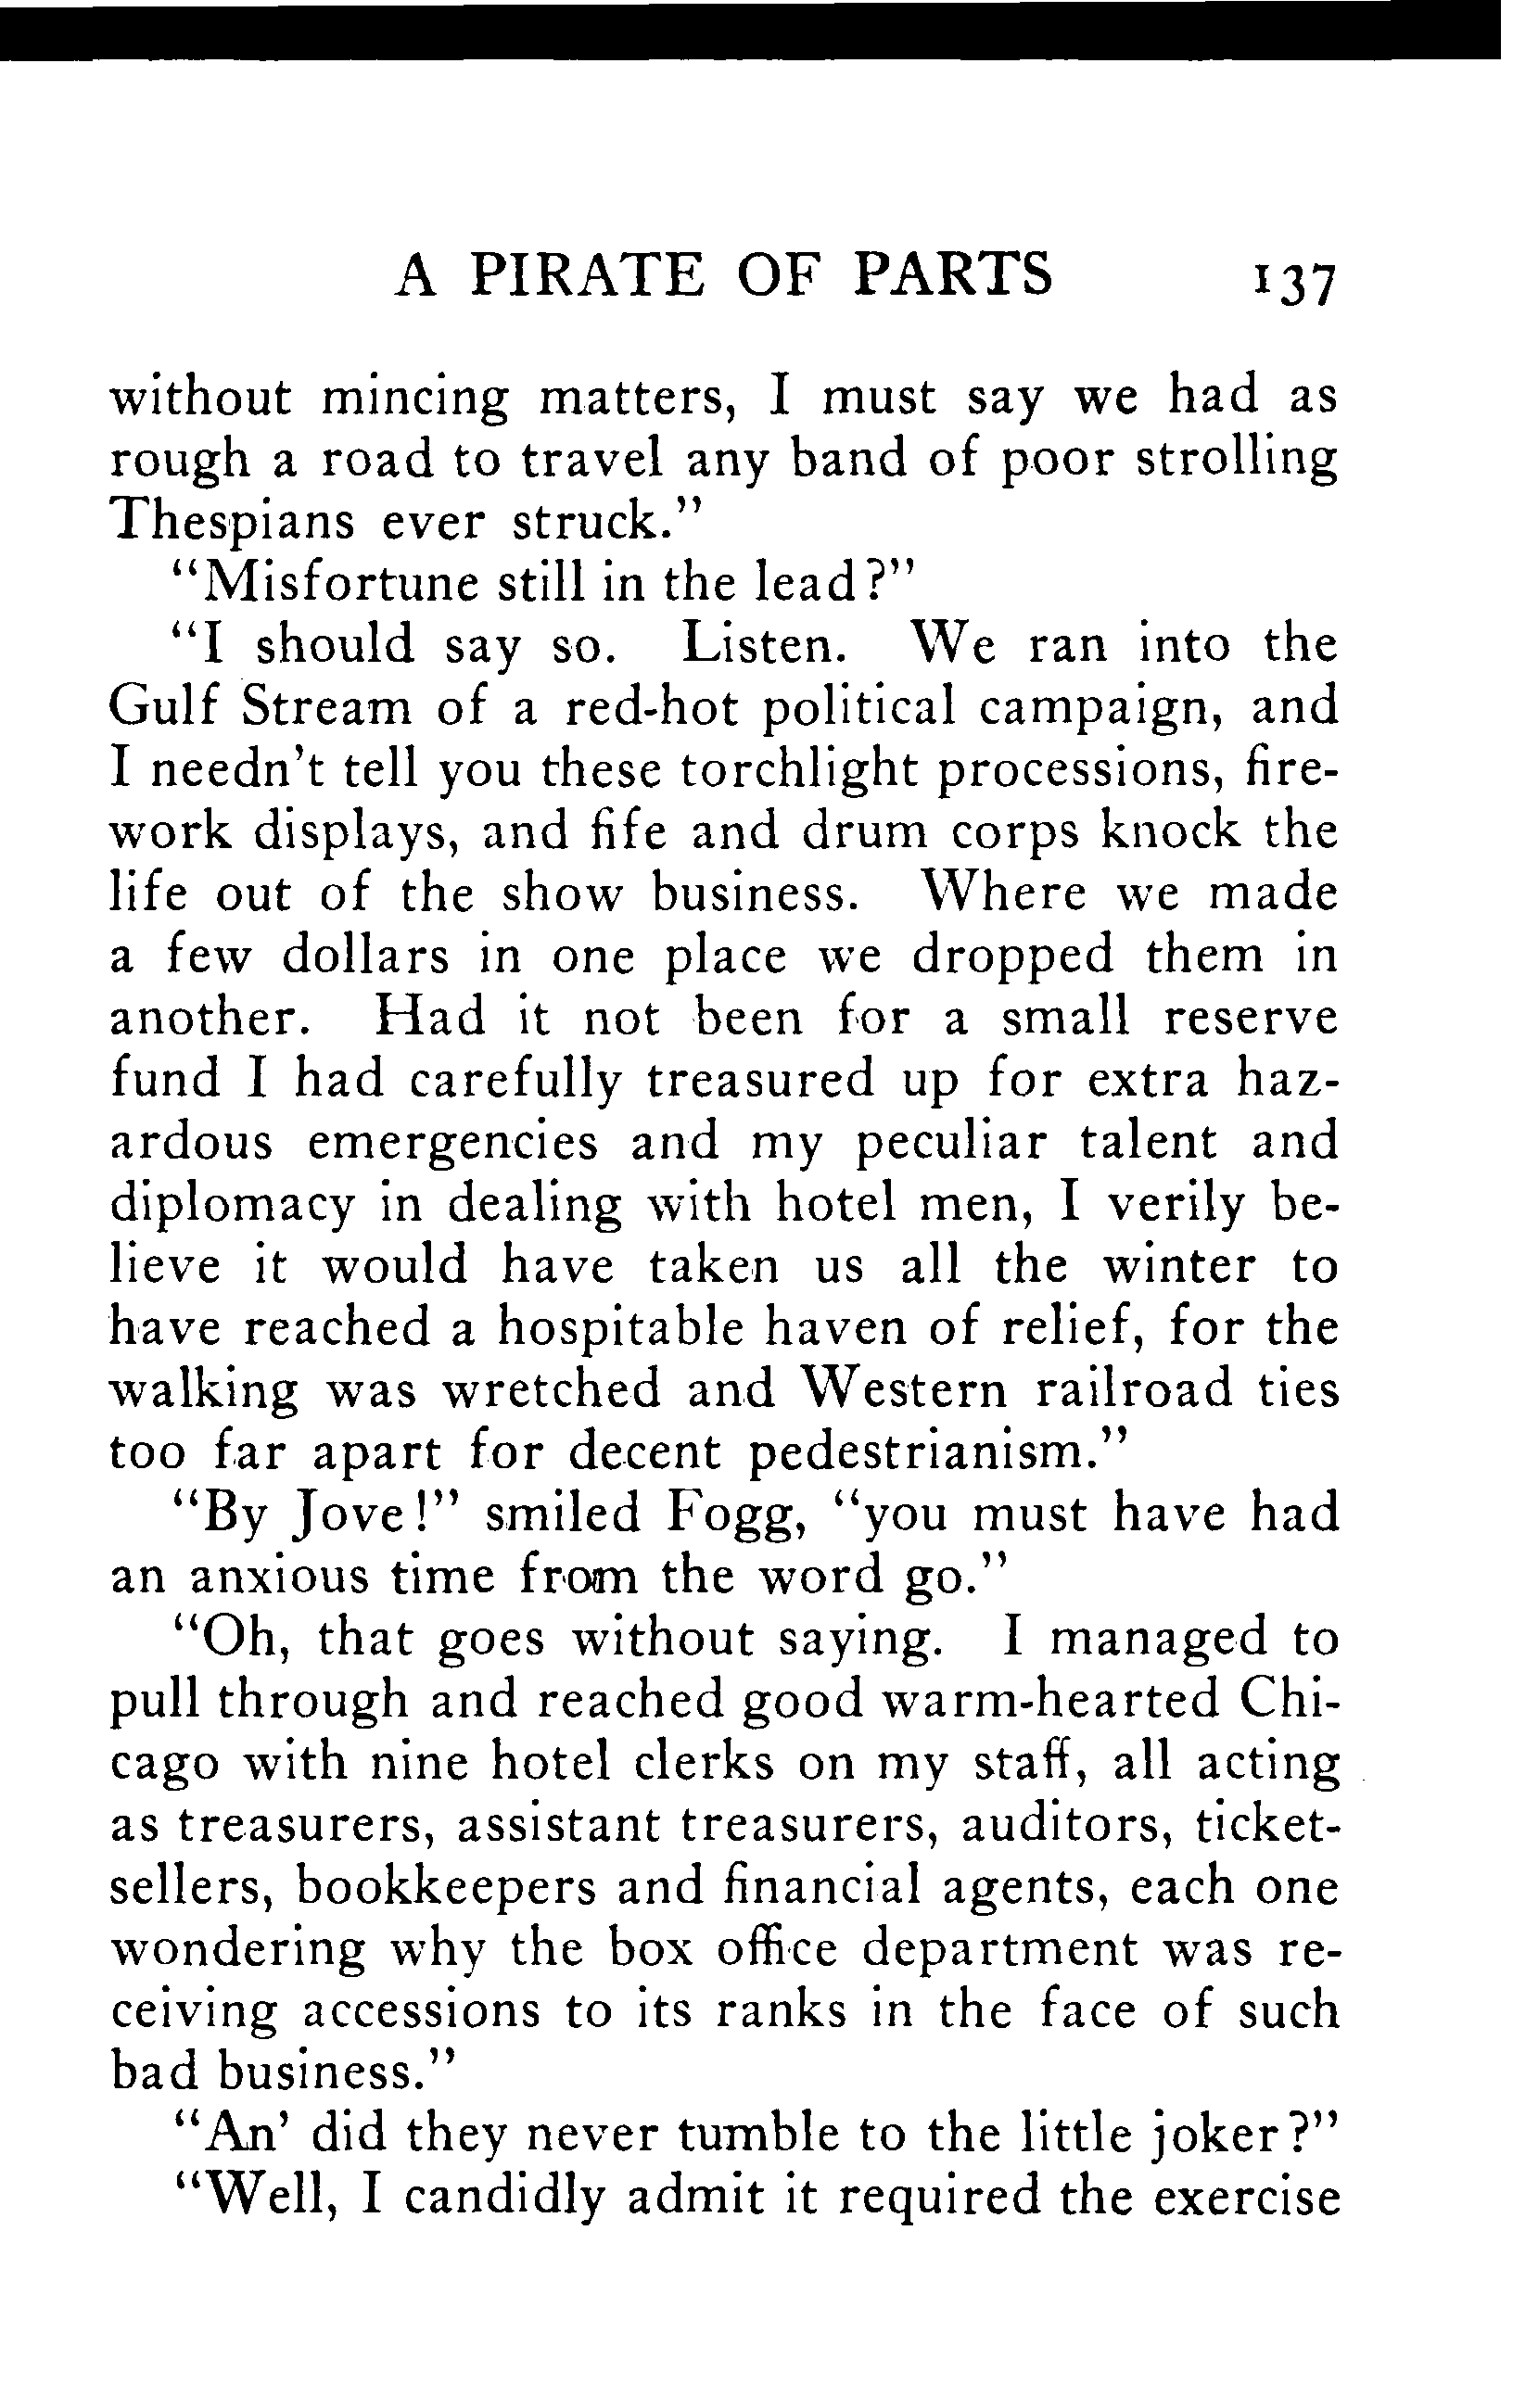 A PIRATE OF PARTS 137
without mincing matters, I must say we had as
rough a road to travel any band of poor strolling
Thespians ever struck."
"Misfortune still in the lead?"
"I should say so. Listen. We ran into the
Gulf Stream of a red-hot political campaign, and
I needn't tell you these torchlight processions, fire-
work displays, and fife and drum corps knock the
life out of the show business. Where we made
a few dollars in one place we dropped them in
another. Had it not been for a small reserve
fund I had carefully treasured up for extra haz-
ardous emergencies and my peculiar talent and
diplomacy in dealing with hotel men, I verily be-
lieve it would have taken us all the winter to
have reached a hospitable haven of relief, for the
walking was wretched and Western railroad ties
too far apart for decent pedestrianism."
"By Jove!" smiled Fogg, "you must have had
an anxious time from the word go."
"Oh, that goes without saying. I managed to
pull through and reached good warm-hearted Chi-
cago with nine hotel clerks on my staff, all acting
as treasurers, assistant treasurers, auditors, ticket-
sellers, bookkeepers and financial agents, each one
wondering why the box office department was re-
ceiving accessions to its ranks in the face of such
bad business."
"An' did they never tumble to the little joker?"
"Well, I candidly admit it required the exercise